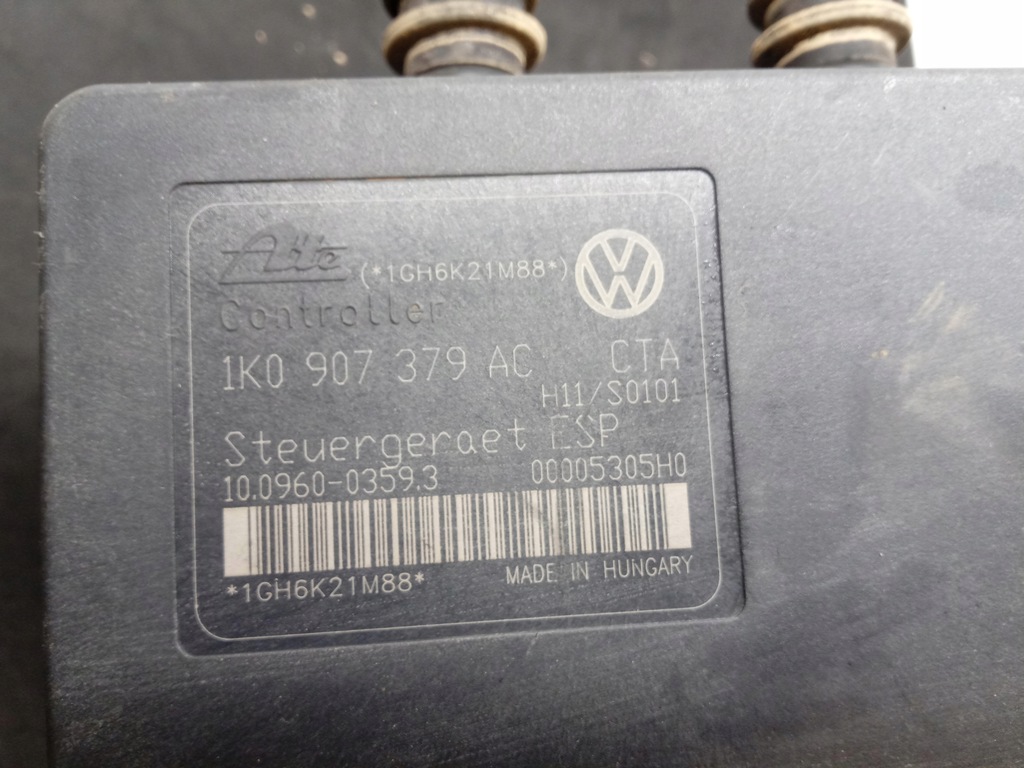 Ate (*1GH6K21M88*)
Controller
1K0 907 379 AC CTA
H11/S0101
Steuergeraet ESP
10.0960-0359.3 00005305H0
*1GH6K21M88* MADE IN HUNGARY